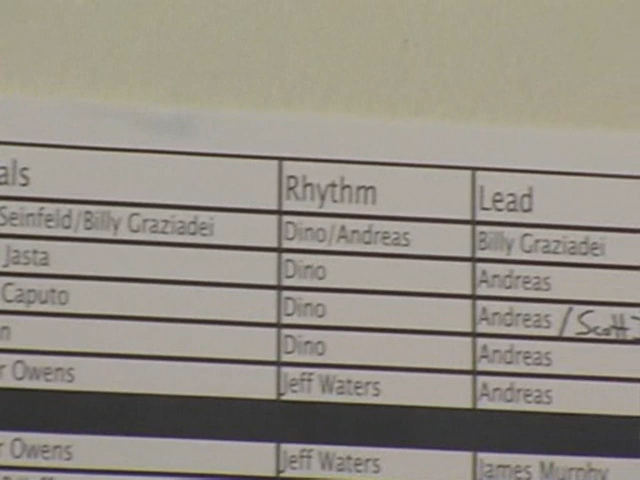 als Rhythm Lead
Seinfeld/Billy Graziadei Dino/Andreas Billy Graziadei
Jasta Dino Andreas
Caputo Dino Andreas / Scott
n Dino Andreas
r Owens Jeff Waters Andreas
r Owens Jeff Waters James Murphy